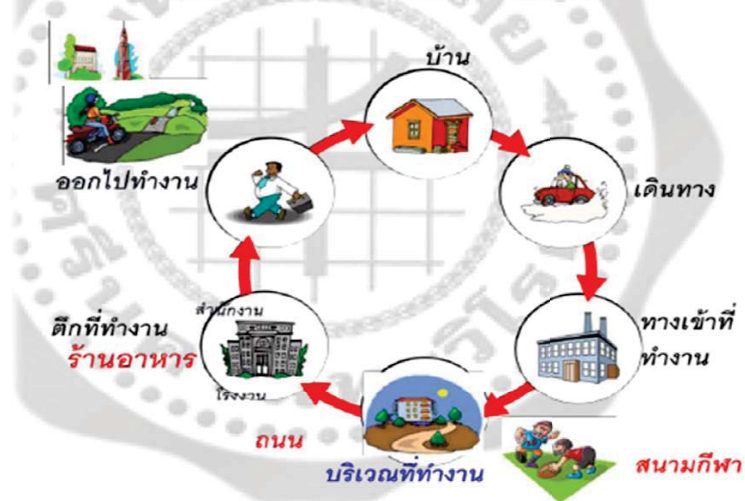 บ้าน
ออกไปทำงาน
เดินทาง
สำนักงาน
ตึกที่ทำงาน
ร้านอาหาร
ทางเข้าที่
ทำงาน
โรงงาน
ถนน
บริเวณที่ทำงาน
สนามกีฬา